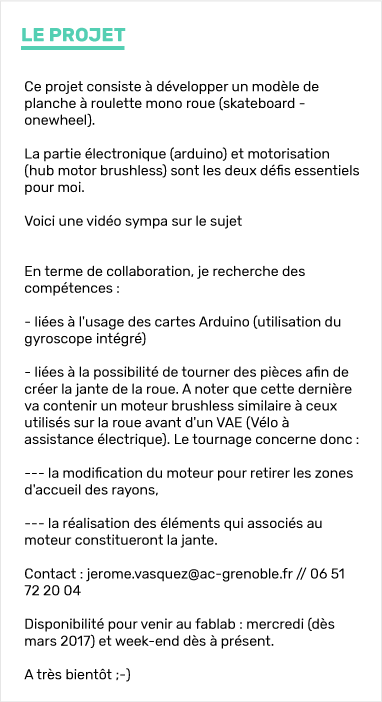 LE PROJET
Ce projet consiste à développer un modèle de
planche à roulette mono roue (skateboard -
onewheel).
La partie électronique (arduino) et motorisation
(hub motor brushless) sont les deux défis essentiels
pour moi.
Voici une vidéo sympa sur le sujet
En terme de collaboration, je recherche des
compétences :
- liées à l'usage des cartes Arduino (utilisation du
gyroscope intégré)
- liées à la possibilité de tourner des pièces afin de
créer la jante de la roue. A noter que cette dernière
va contenir un moteur brushless similaire à ceux
utilisés sur la roue avant d'un VAE (Vélo à
assistance électrique). Le tournage concerne donc :
--- la modification du moteur pour retirer les zones
d'accueil des rayons,
--- la réalisation des éléments qui associés au
moteur constitueront la jante.
Contact : jerome.vasquez@ac-grenoble.fr // 06 51
72 20 04
Disponibilité pour venir au fablab : mercredi (dès
mars 2017) et week-end dès à présent.
A très bientôt ;-)